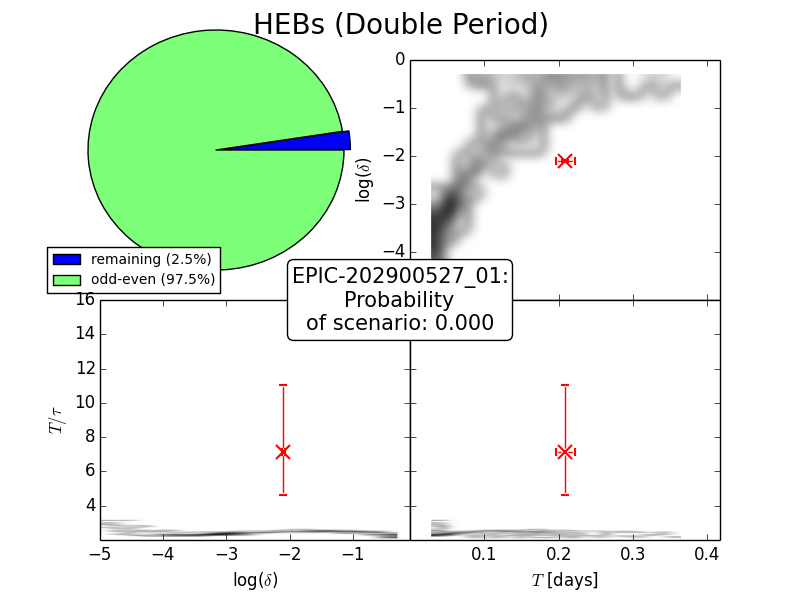 HEBs (Double Period)
remaining (2.5%)
odd-even (97.5%)
0
−1
−2
−3
−4
log(δ)
EPIC-202900527_01:
Probability
of scenario: 0.000
16
14
12
10
8
6
4
T/τ
−5
−4
−3
−2
−1
log(δ)
0.1
0.2
0.3
0.4
T [days]